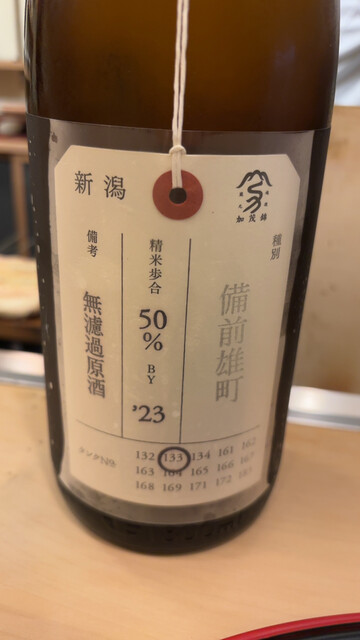 新潟
加茂錦
種別
備前雄町
精米歩合
50%
BY
'23
備考
無濾過原酒
タンクNo
132 133 134 161 162
163 164 165 166
168 169 171 172